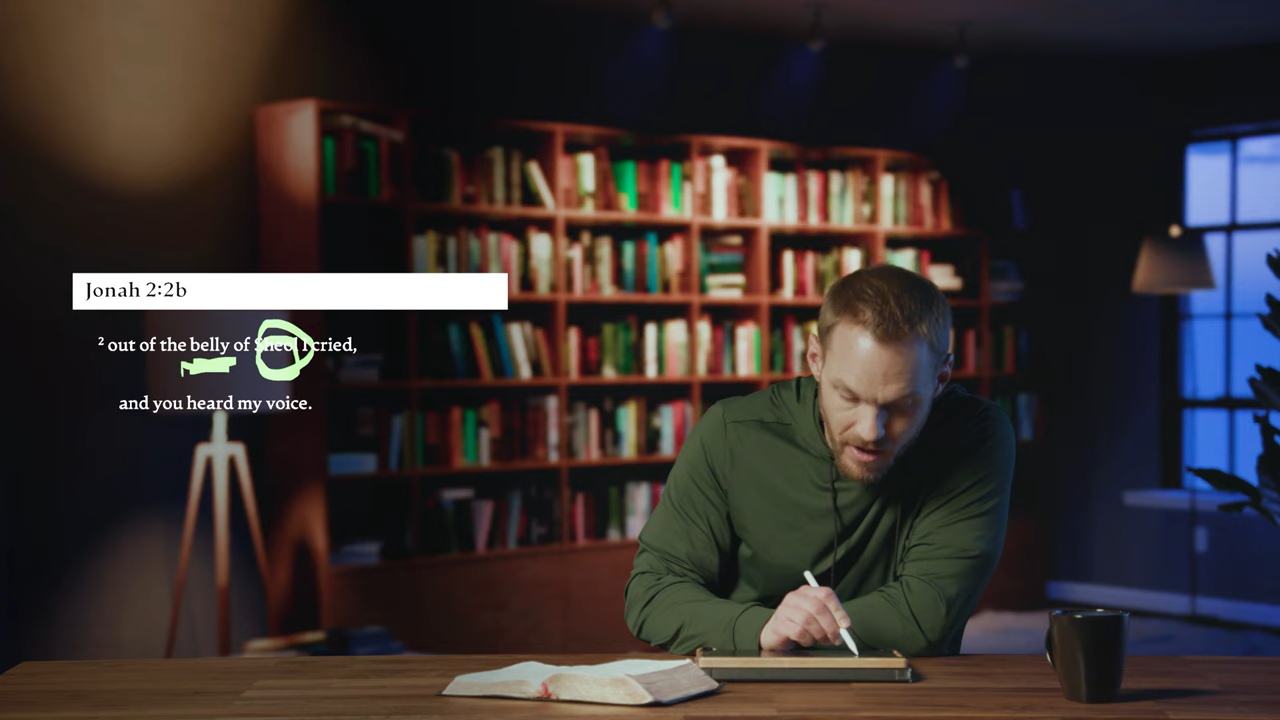 Jonah 2:2b
² out of the belly of Sheol I cried,
and you heard my voice.